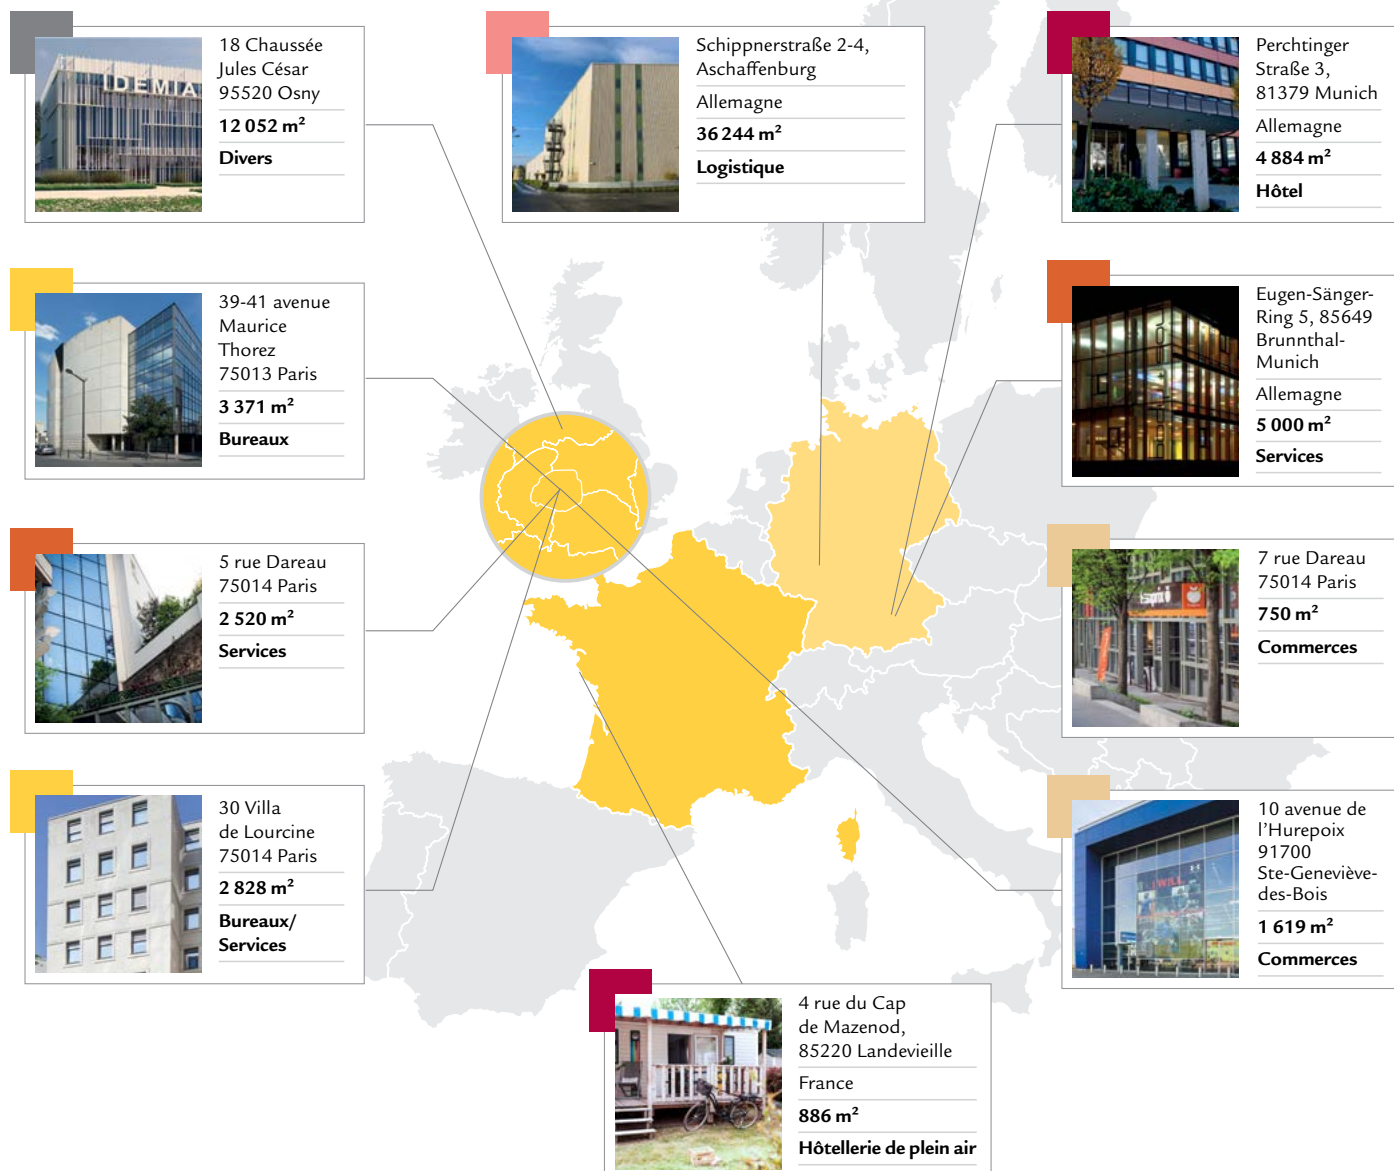 IDEMIA
18 Chaussée
Jules César
95520 Osny
12 052 m²
Divers
Schippnerstraße 2-4,
Aschaffenburg
Allemagne
36 244 m²
Logistique
Perchtinger
Straße 3,
81379 Munich
Allemagne
4 884 m²
Hôtel
39-41 avenue
Maurice
Thorez
75013 Paris
3 371 m²
Bureaux
Eugen-Sänger-
Ring 5, 85649
Brunnthal-
Munich
Allemagne
5 000 m²
Services
5 rue Dareau
75014 Paris
2 520 m²
Services
7 rue Dareau
75014 Paris
750 m²
Commerces
30 Villa
de Lourcine
75014 Paris
2 828 m²
Bureaux/
Services
I WILL
10 avenue de
l’Hurepoix
91700
Ste-Geneviève-
des-Bois
1 619 m²
Commerces
4 rue du Cap
de Mazenod,
85220 Landevieille
France
886 m²
Hôtellerie de plein air